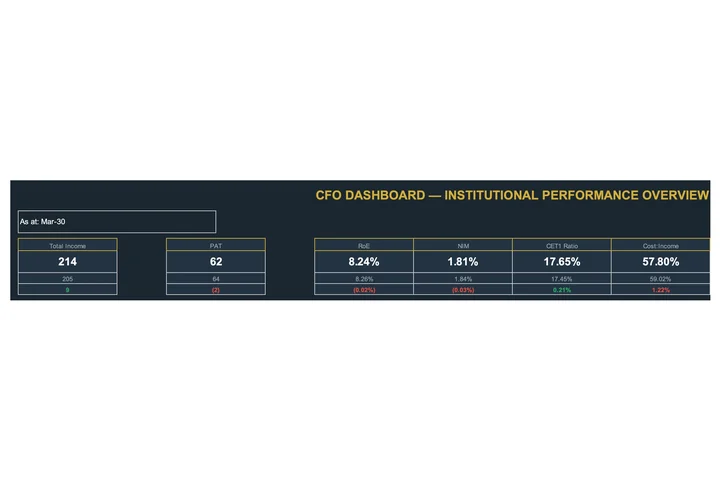 CFO DASHBOARD — INSTITUTIONAL PERFORMANCE OVERVIEW
As at: Mar-30
Total Income PAT RoE NIM CET1 Ratio Cost:Income
214 62 8.24% 1.81% 17.65% 57.80%
205 64 8.26% 1.84% 17.45% 59.02%
9 (2) (0.02%) (0.03%) 0.21% 1.22%